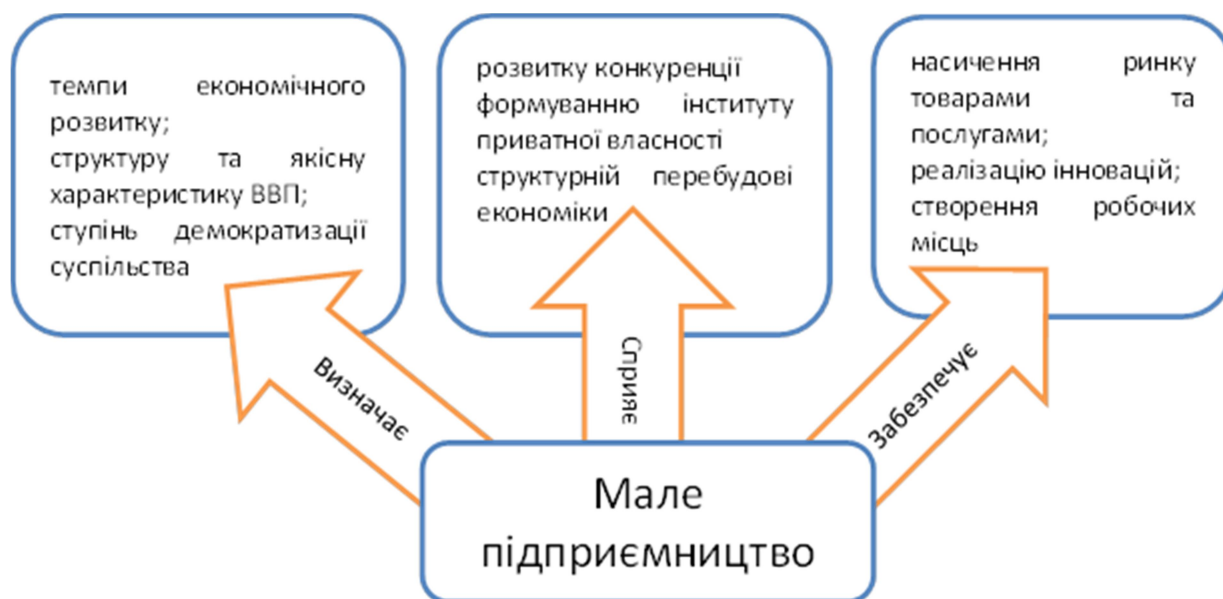 темпи економічного
розвитку;
структуру та якісну
характеристику ВВП;
ступінь демократизації
суспільства
розвитку конкуренції
формуванню інституту
приватної власності
структурній перебудові
економіки
насичення ринку
товарами та
послугами;
реалізацію інновацій;
створення робочих
місць
Визначає
Сприяє
Забезпечує
Мале
підприємництво